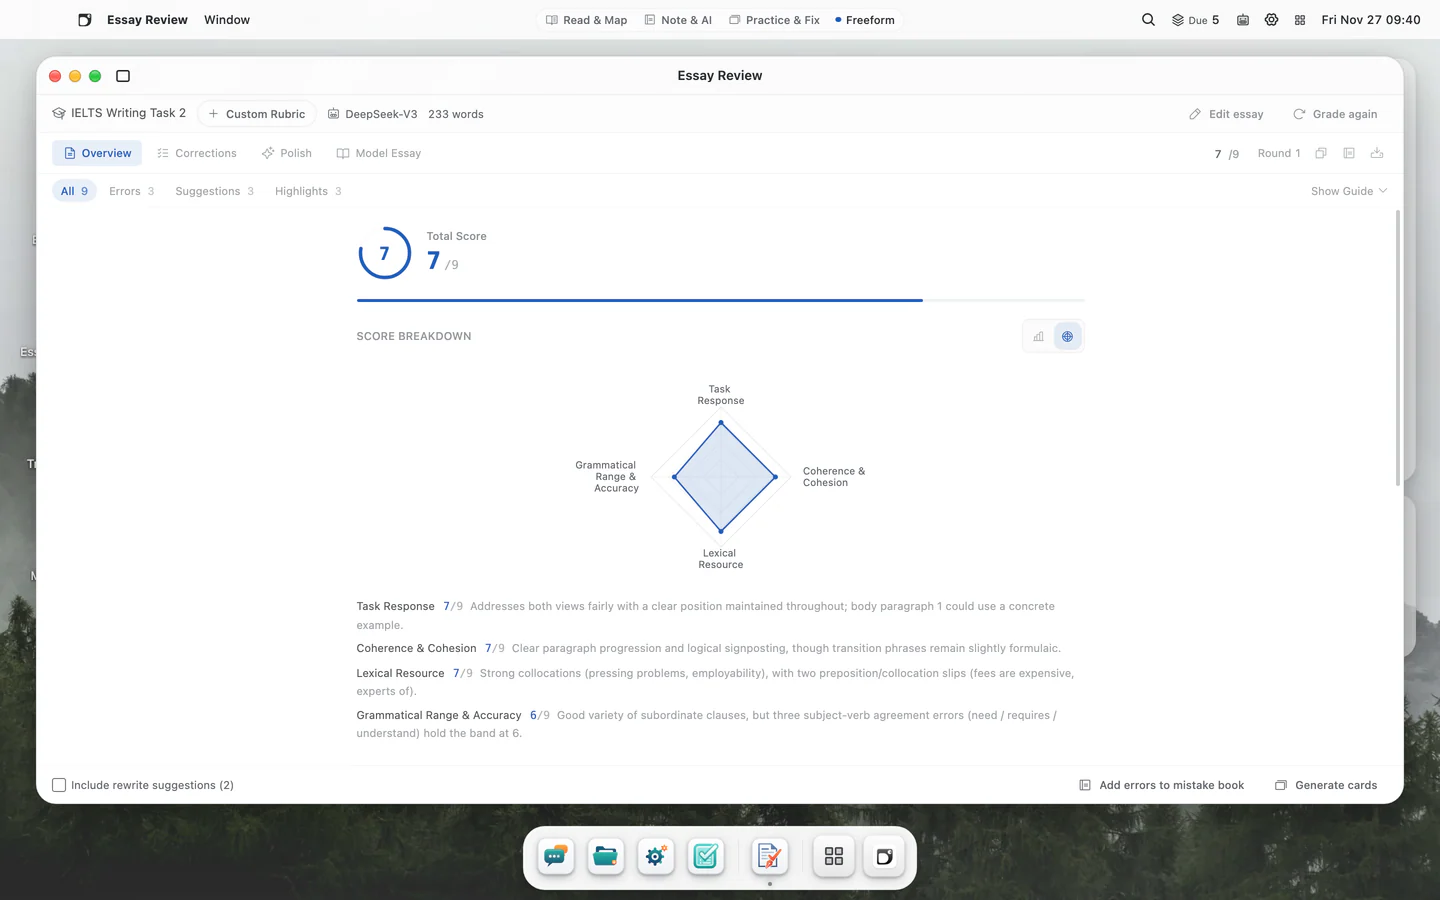 Essay Review Window Read & Map Note & AI Practice & Fix Freeform Due 5 Fri Nov 27 09:40
Essay Review
IELTS Writing Task 2 + Custom Rubric DeepSeek-V3 233 words Edit essay Grade again
Overview Corrections Polish Model Essay 7 /9 Round 1
All 9 Errors 3 Suggestions 3 Highlights 3 Show Guide
7
Total Score
7 /9
SCORE BREAKDOWN
Task
Response
Grammatical
Range &
Accuracy
Coherence &
Cohesion
Lexical
Resource
Task Response 7/9 Addresses both views fairly with a clear position maintained throughout; body paragraph 1 could use a concrete
example.
Coherence & Cohesion 7/9 Clear paragraph progression and logical signposting, though transition phrases remain slightly formulaic.
Lexical Resource 7/9 Strong collocations (pressing problems, employability), with two preposition/collocation slips (fees are expensive,
experts of).
Grammatical Range & Accuracy 6/9 Good variety of subordinate clauses, but three subject-verb agreement errors (need / requires /
understand) hold the band at 6.
Include rewrite suggestions (2) Add errors to mistake book Generate cards